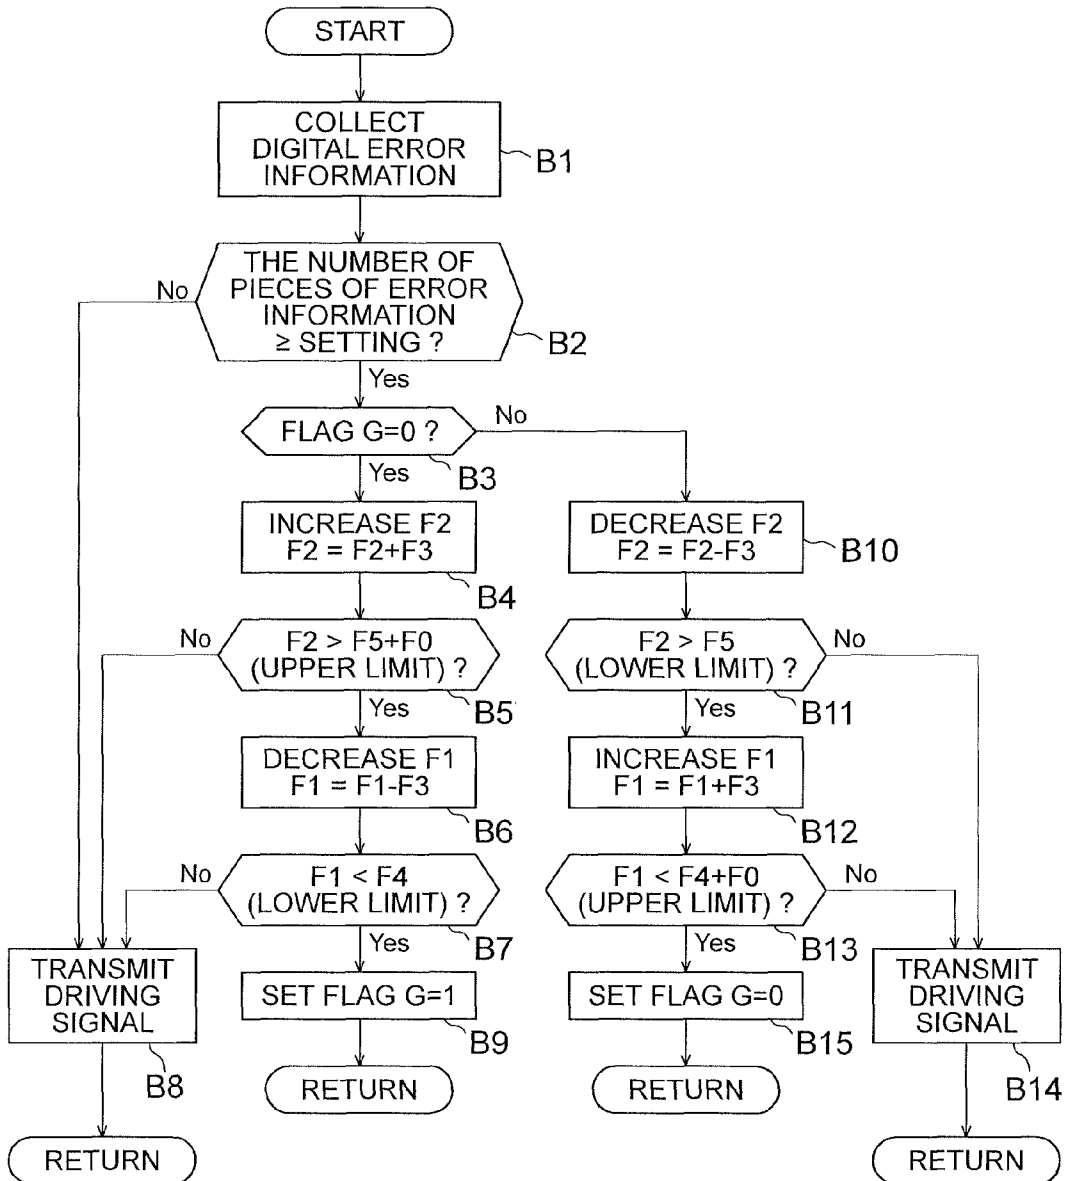 START
COLLECT
DIGITAL ERROR
INFORMATION
B1
THE NUMBER OF
PIECES OF ERROR
INFORMATION
≥ SETTING ?
No
B2
Yes
FLAG G=0 ?
No
B3
Yes
INCREASE F2
F2 = F2+F3
B4
DECREASE F2
F2 = F2-F3
B10
No
F2 > F5+F0
(UPPER LIMIT) ?
B5
Yes
F2 > F5
(LOWER LIMIT) ?
No
B11
Yes
DECREASE F1
F1 = F1-F3
B6
INCREASE F1
F1 = F1+F3
B12
No
F1 < F4
(LOWER LIMIT) ?
B7
Yes
F1 < F4+F0
(UPPER LIMIT) ?
No
B13
Yes
TRANSMIT
DRIVING
SIGNAL
B8
SET FLAG G=1
B9
SET FLAG G=0
B15
TRANSMIT
DRIVING
SIGNAL
B14
RETURN
RETURN
RETURN
RETURN